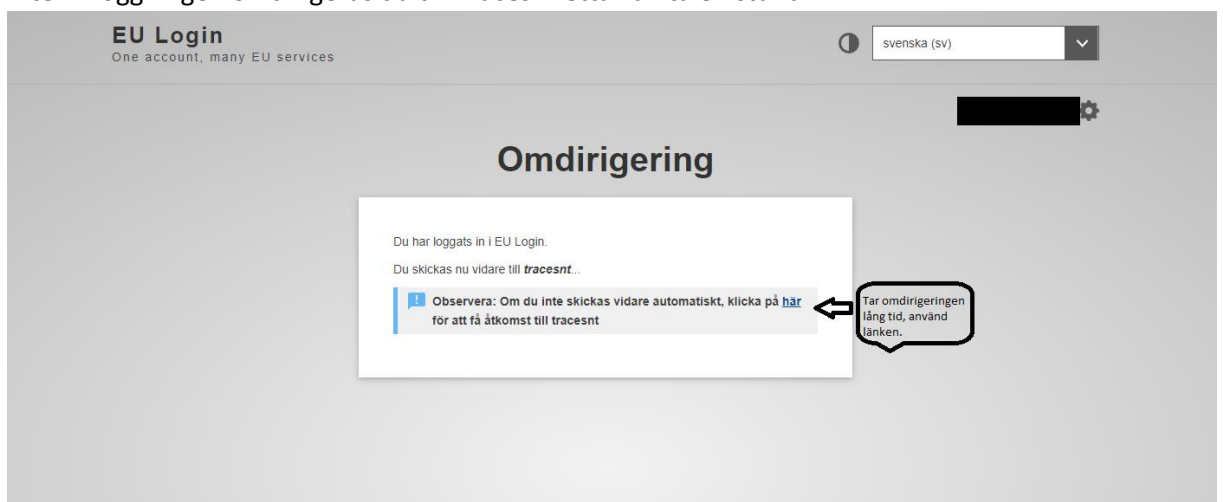 EU Login
One account, many EU services
svenska (sv)
Omdirigering
Du har loggats in i EU Login.
Du skickas nu vidare till tracesnt...
Observera: Om du inte skickas vidare automatiskt, klicka på här
för att få åtkomst till tracesnt
Tar omdirigeringen
lång tid, använd
länken.